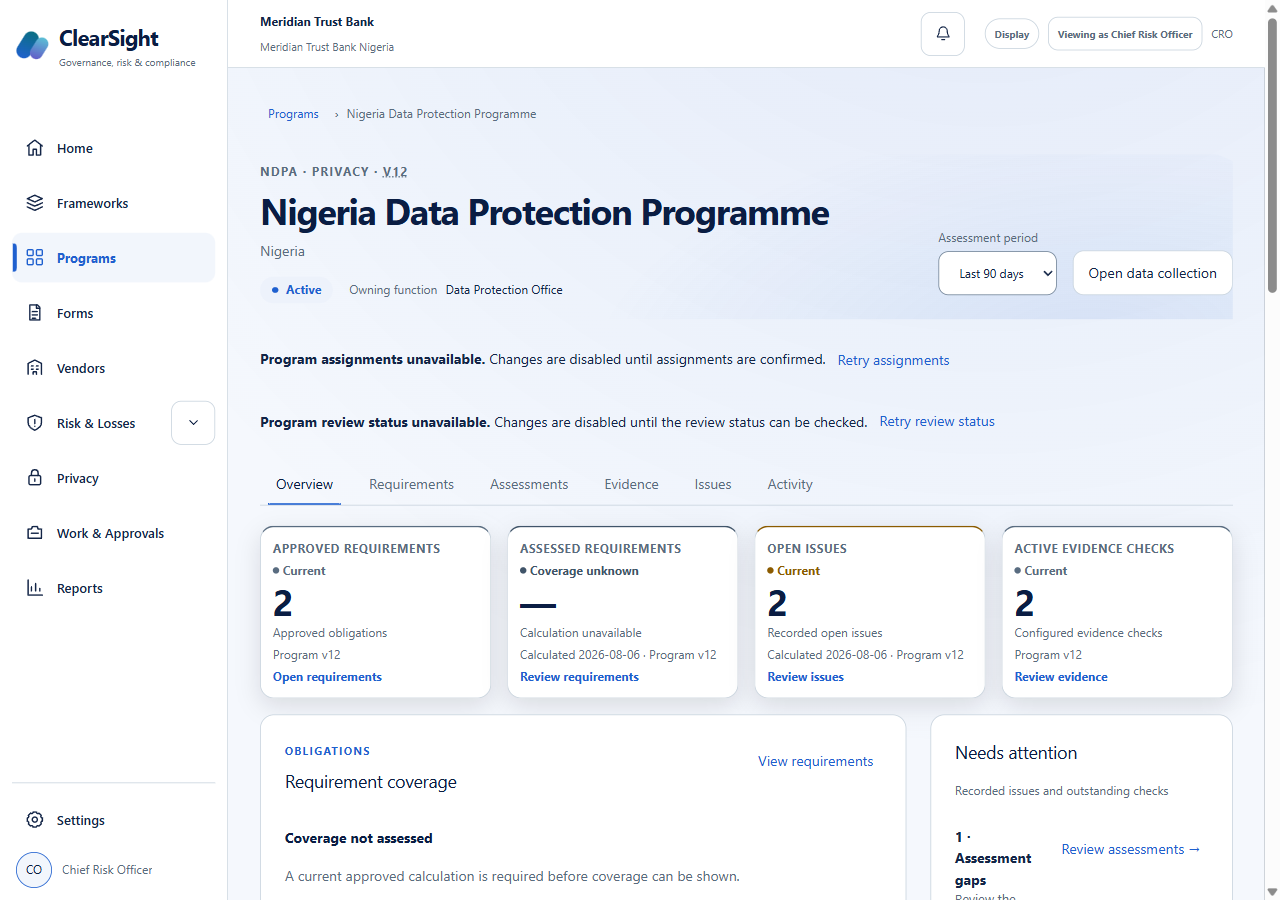 ClearSight
Governance, risk & compliance
Home
Frameworks
Programs
Forms
Vendors
Risk & Losses
Privacy
Work & Approvals
Reports
Settings
CO
Chief Risk Officer
Meridian Trust Bank
Meridian Trust Bank Nigeria
Display
Viewing as Chief Risk Officer
CRO
Programs › Nigeria Data Protection Programme
NDPA · PRIVACY · V12
Nigeria Data Protection Programme
Nigeria
Active
Owning function Data Protection Office
Assessment period
Last 90 days
Open data collection
Program assignments unavailable. Changes are disabled until assignments are confirmed. Retry assignments
Program review status unavailable. Changes are disabled until the review status can be checked. Retry review status
Overview
Requirements
Assessments
Evidence
Issues
Activity
APPROVED REQUIREMENTS
Current
2
Approved obligations
Program v12
Open requirements
ASSESSED REQUIREMENTS
Coverage unknown
—
Calculation unavailable
Calculated 2026-08-06 · Program v12
Review requirements
OPEN ISSUES
Current
2
Recorded open issues
Calculated 2026-08-06 · Program v12
Review issues
ACTIVE EVIDENCE CHECKS
Current
2
Configured evidence checks
Program v12
Review evidence
OBLIGATIONS
Requirement coverage
View requirements
Coverage not assessed
A current approved calculation is required before coverage can be shown.
Needs attention
Recorded issues and outstanding checks
1 ·
Assessment
gaps
Review the
Review assessments →